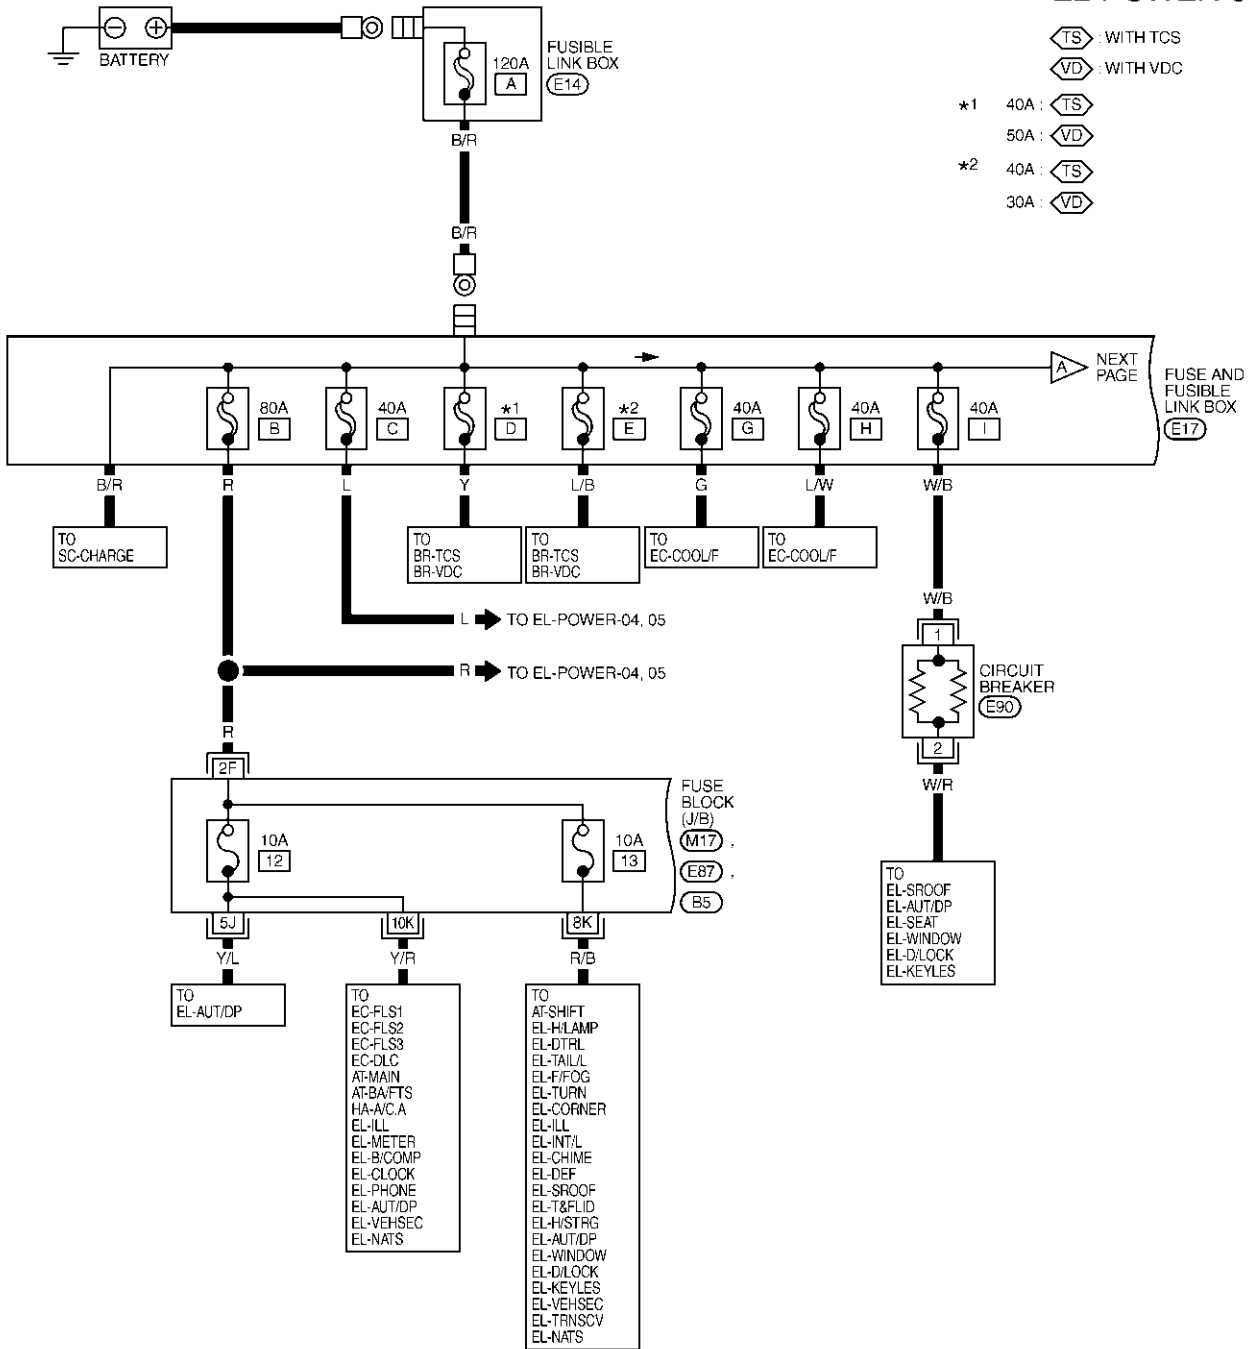 BATTERY
120A
A
FUSIBLE
LINK BOX
E14
TS : WITH TCS
VD : WITH VDC
*1 40A : TS
50A : VD
*2 40A : TS
30A : VD
B/R
B/R
A
NEXT
PAGE
FUSE AND
FUSIBLE
LINK BOX
E17
80A
B
40A
C
*1
D
*2
E
40A
G
40A
H
40A
I
B/R
R
L
Y
L/B
G
L/W
W/B
TO
SC-CHARGE
TO
BR-TCS
BR-VDC
TO
BR-TCS
BR-VDC
TO
EC-COOL/F
TO
EC-COOL/F
L TO EL-POWER-04, 05
R TO EL-POWER-04, 05
W/B
1
CIRCUIT
BREAKER
E90
2
W/R
R
2F
FUSE
BLOCK
(J/B)
M17 ,
E87 ,
B5
10A
12
10A
13
5J
10K
8K
Y/L
Y/R
R/B
TO
EL-AUT/DP
TO
EC-FLS1
EC-FLS2
EC-FLS3
EC-DLC
AT-MAIN
AT-BA/FTS
HA-A/C.A
EL-ILL
EL-METER
EL-B/COMP
EL-CLOCK
EL-PHONE
EL-AUT/DP
EL-VEHSEC
EL-NATS
TO
AT-SHIFT
EL-H/LAMP
EL-DTRL
EL-TAIL/L
EL-F/FOG
EL-TURN
EL-CORNER
EL-ILL
EL-INT/L
EL-CHIME
EL-DEF
EL-SROOF
EL-T&FLID
EL-H/STRG
EL-AUT/DP
EL-WINDOW
EL-D/LOCK
EL-KEYLES
EL-VEHSEC
EL-TRNSCV
EL-NATS
TO
EL-SROOF
EL-AUT/DP
EL-SEAT
EL-WINDOW
EL-D/LOCK
EL-KEYLES